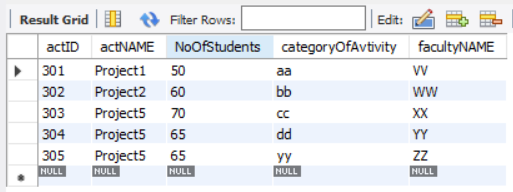 Result Grid Filter Rows: Edit:
actID actNAME NoOfStudents categoryOfAvtivity facultyNAME
301 Project1 50 aa VV
302 Project2 60 bb WW
303 Project5 70 cc XX
304 Project5 65 dd YY
305 Project5 65 yy ZZ
NULL NULL NULL NULL NULL